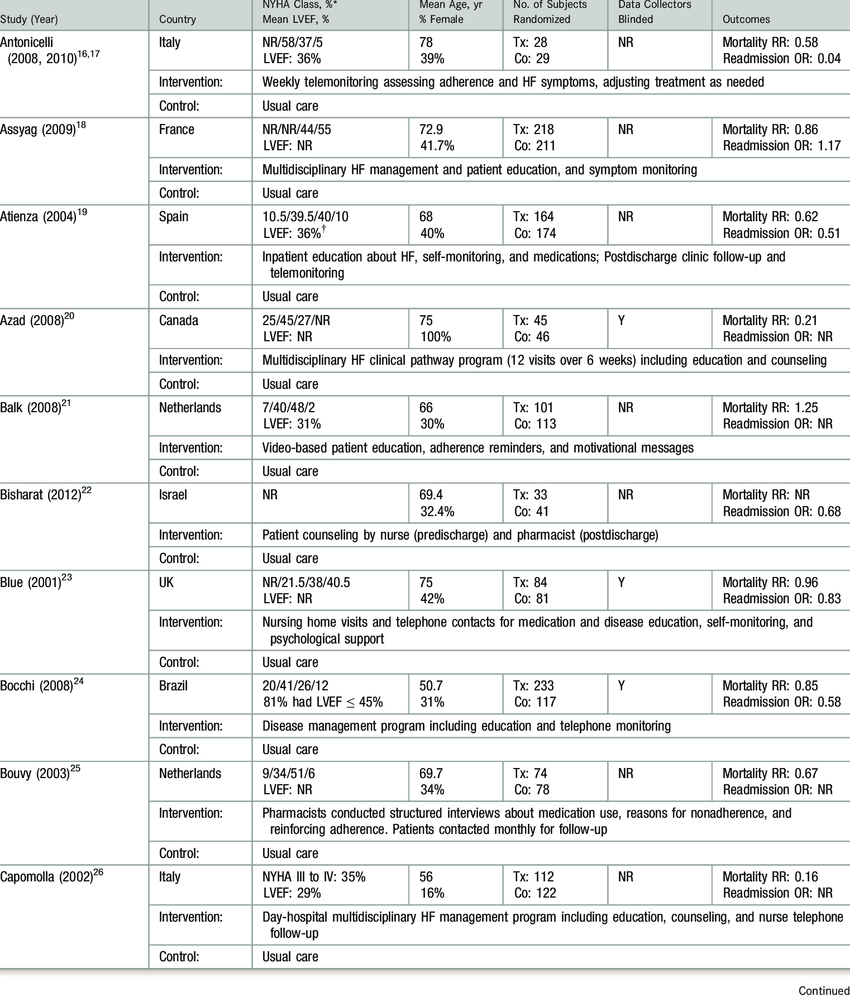 NYHA Class, %* Mean Age, yr No. of Subjects Data Collectors
Study (Year) Country Mean LVEF, % % Female Randomized Blinded Outcomes
Antonicelli Italy NR/58/37/5 78 Tx: 28 NR Mortality RR: 0.58
(2008, 2010)16,17 LVEF: 36% 39% Co: 29 Readmission OR: 0.04
Intervention: Weekly telemonitoring assessing adherence and HF symptoms, adjusting treatment as needed
Control: Usual care
Assyag (2009)18 France NR/NR/44/55 72.9 Tx: 218 NR Mortality RR: 0.86
LVEF: NR 41.7% Co: 211 Readmission OR: 1.17
Intervention: Multidisciplinary HF management and patient education, and symptom monitoring
Control: Usual care
Atienza (2004)19 Spain 10.5/39.5/40/10 68 Tx: 164 NR Mortality RR: 0.62
LVEF: 36%† 40% Co: 174 Readmission OR: 0.51
Intervention: Inpatient education about HF, self-monitoring, and medications; Postdischarge clinic follow-up and
telemonitoring
Control: Usual care
Azad (2008)20 Canada 25/45/27/NR 75 Tx: 45 Y Mortality RR: 0.21
LVEF: NR 100% Co: 46 Readmission OR: NR
Intervention: Multidisciplinary HF clinical pathway program (12 visits over 6 weeks) including education and counseling
Control: Usual care
Balk (2008)21 Netherlands 7/40/48/2 66 Tx: 101 NR Mortality RR: 1.25
LVEF: 31% 30% Co: 113 Readmission OR: NR
Intervention: Video-based patient education, adherence reminders, and motivational messages
Control: Usual care
Bisharat (2012)22 Israel NR 69.4 Tx: 33 NR Mortality RR: NR
32.4% Co: 41 Readmission OR: 0.68
Intervention: Patient counseling by nurse (predischarge) and pharmacist (postdischarge)
Control: Usual care
Blue (2001)23 UK NR/21.5/38/40.5 75 Tx: 84 Y Mortality RR: 0.96
LVEF: NR 42% Co: 81 Readmission OR: 0.83
Intervention: Nursing home visits and telephone contacts for medication and disease education, self-monitoring, and
psychological support
Control: Usual care
Bocchi (2008)24 Brazil 20/41/26/12 50.7 Tx: 233 Y Mortality RR: 0.85
81% had LVEF ≤ 45% 31% Co: 117 Readmission OR: 0.58
Intervention: Disease management program including education and telephone monitoring
Control: Usual care
Bouvy (2003)25 Netherlands 9/34/51/6 69.7 Tx: 74 NR Mortality RR: 0.67
LVEF: NR 34% Co: 78 Readmission OR: NR
Intervention: Pharmacists conducted structured interviews about medication use, reasons for nonadherence, and
reinforcing adherence. Patients contacted monthly for follow-up
Control: Usual care
Capomolla (2002)26 Italy NYHA III to IV: 35% 56 Tx: 112 NR Mortality RR: 0.16
LVEF: 29% 16% Co: 122 Readmission OR: NR
Intervention: Day-hospital multidisciplinary HF management program including education, counseling, and nurse telephone
follow-up
Control: Usual care
Continued